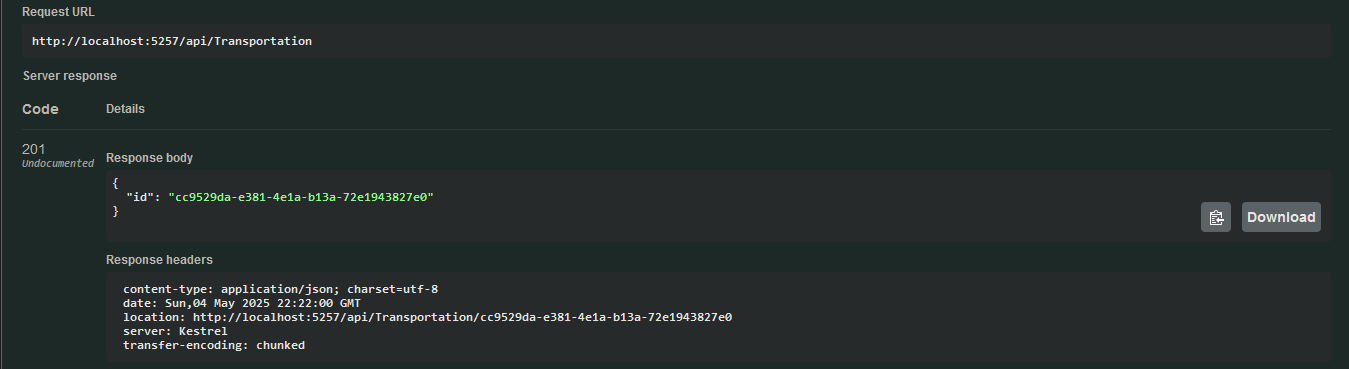 Request URL
http://localhost:5257/api/Transportation
Server response
Code Details
201
Undocumented
Response body
{
"id": "cc9529da-e381-4e1a-b13a-72e1943827e0"
}
Download
Response headers
content-type: application/json; charset=utf-8
date: Sun,04 May 2025 22:22:00 GMT
location: http://localhost:5257/api/Transportation/cc9529da-e381-4e1a-b13a-72e1943827e0
server: Kestrel
transfer-encoding: chunked